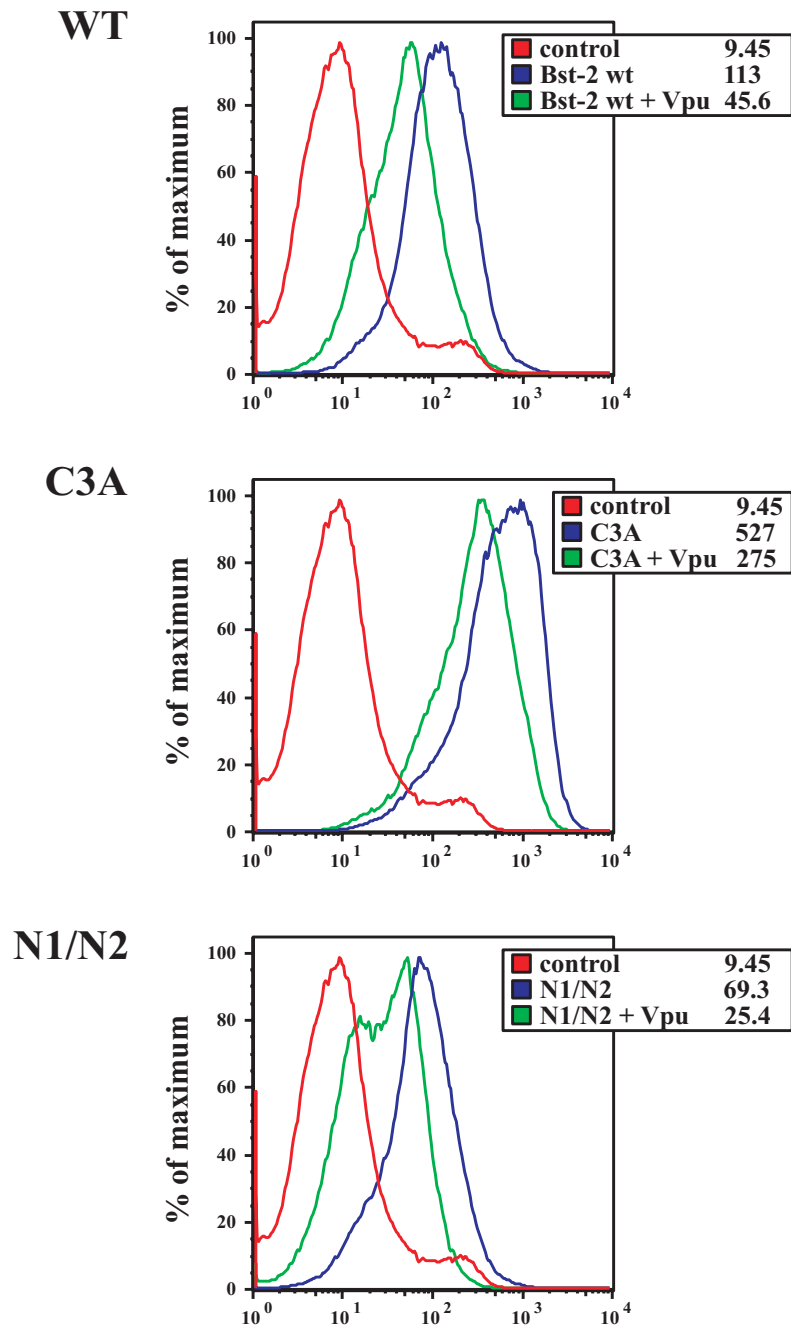 WT
control 9.45
Bst-2 wt 113
Bst-2 wt + Vpu 45.6
% of maximum
100
80
60
40
20
0
10^0 10^1 10^2 10^3 10^4
C3A
control 9.45
C3A 527
C3A + Vpu 275
% of maximum
100
80
60
40
20
0
10^0 10^1 10^2 10^3 10^4
N1/N2
control 9.45
N1/N2 69.3
N1/N2 + Vpu 25.4
% of maximum
100
80
60
40
20
0
10^0 10^1 10^2 10^3 10^4